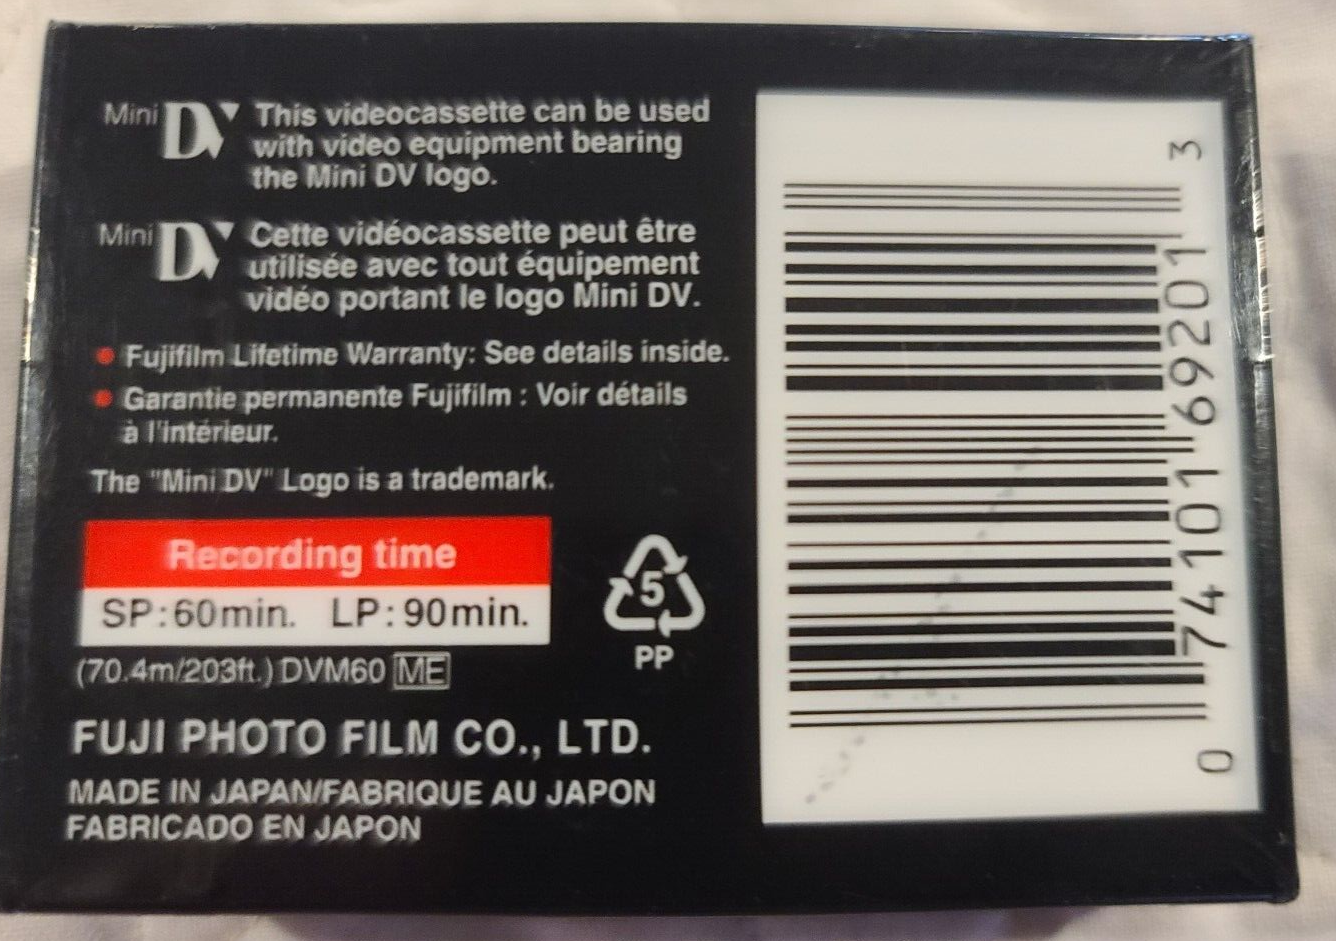 Mini DV This videocassette can be used
with video equipment bearing
the Mini DV logo.
Mini DV Cette vidéocassette peut être
utilisée avec tout équipement
vidéo portant le logo Mini DV.
● Fujifilm Lifetime Warranty: See details inside.
● Garantie permanente Fujifilm : Voir détails
à l'intérieur.
The "Mini DV" Logo is a trademark.
Recording time
SP:60min. LP:90min.
(70.4m/203ft.) DVM60 ME
5
PP
FUJI PHOTO FILM CO., LTD.
MADE IN JAPAN/FABRIQUE AU JAPON
FABRICADO EN JAPON
0 74101 69201 3